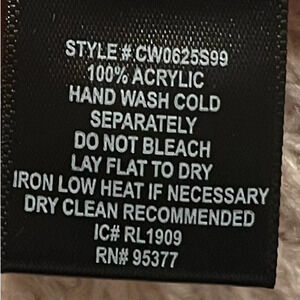 STYLE # CW0625S99
100% ACRYLIC
HAND WASH COLD
SEPARATELY
DO NOT BLEACH
LAY FLAT TO DRY
IRON LOW HEAT IF NECESSARY
DRY CLEAN RECOMMENDED
IC# RL1909
RN# 95377